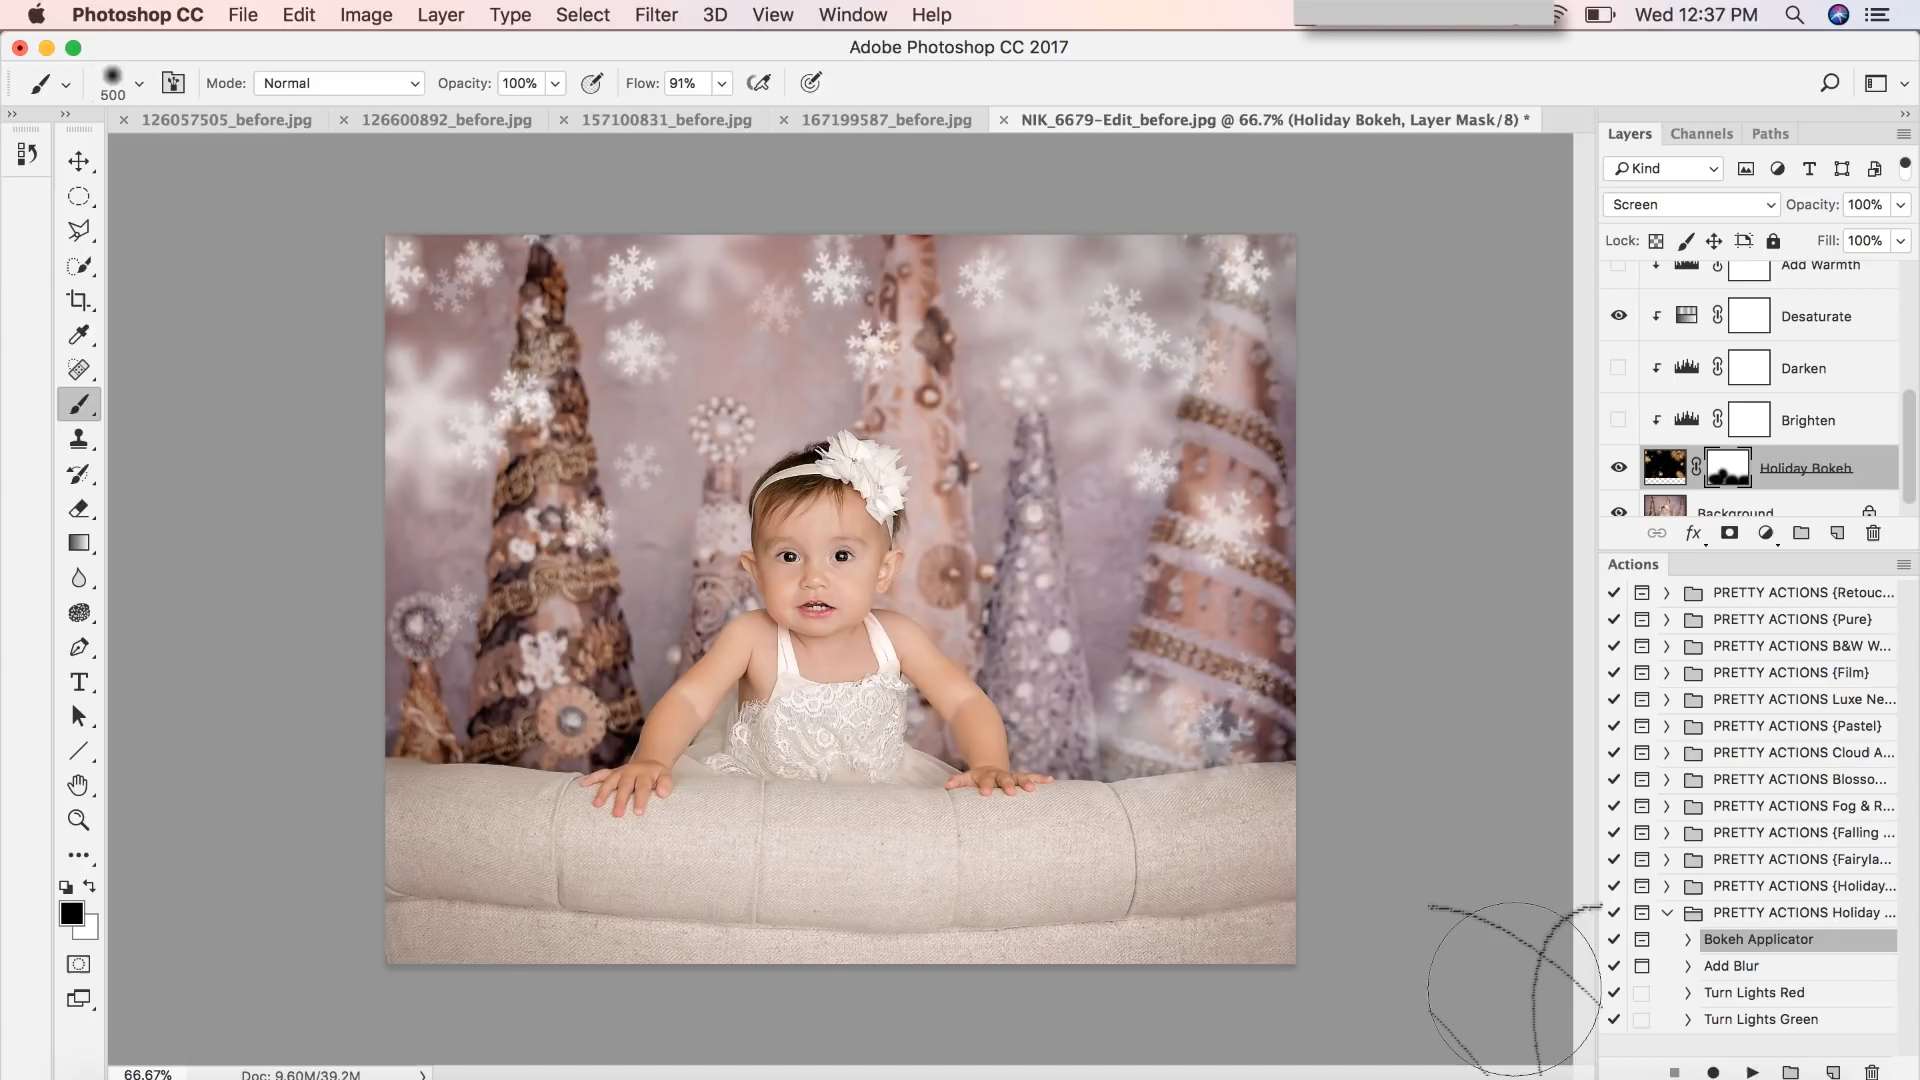 Photoshop CC File Edit Image Layer Type Select Filter 3D View Window Help Wed 12:37 PM
Adobe Photoshop CC 2017
500 Mode: Normal Opacity: 100% Flow: 91%
126057505_before.jpg 126600892_before.jpg 157100831_before.jpg 167199587_before.jpg NIK_6679-Edit_before.jpg @ 66.7% (Holiday Bokeh, Layer Mask/8) *
Layers Channels Paths
Kind
Screen Opacity: 100%
Lock: Fill: 100%
Add Warmth
Desaturate
Darken
Brighten
Holiday Bokeh
Background
fx
Actions
PRETTY ACTIONS {Retouc...
PRETTY ACTIONS {Pure}
PRETTY ACTIONS B&W W...
PRETTY ACTIONS {Film}
PRETTY ACTIONS Luxe Ne...
PRETTY ACTIONS {Pastel}
PRETTY ACTIONS Cloud A...
PRETTY ACTIONS Blosso...
PRETTY ACTIONS Fog & R...
PRETTY ACTIONS {Falling ...
PRETTY ACTIONS {Fairyla...
PRETTY ACTIONS {Holiday...
PRETTY ACTIONS Holiday ...
Bokeh Applicator
Add Blur
Turn Lights Red
Turn Lights Green
66.67% Doc: 9.60M/39.2M